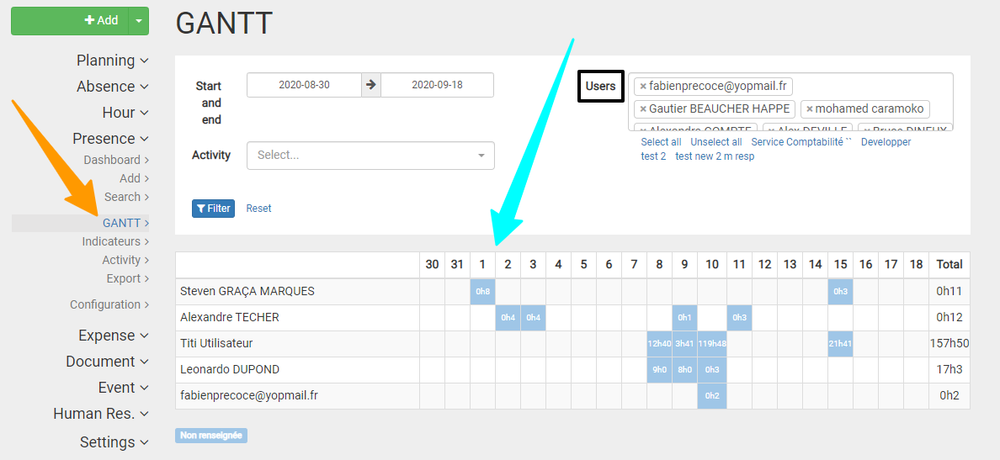 Add
Planning
Absence
Hour
Presence
Dashboard
Add
Search
GANTT
Indicateurs
Activity
Export
Configuration
Expense
Document
Event
Human Res.
Settings
GANTT
Start and end
2020-08-30
2020-09-18
Users
× fabienprecoce@yopmail.fr
× Gautier BEAUCHER HAPPE × mohamed caramoko
× Alexandre COMPTE × Alex DEVILLE × Bruce DINEUX
Select all Unselect all Service Comptabilité `` Developper
test 2 test new 2 m resp
Activity
Select...
Filter Reset
30 31 1 2 3 4 5 6 7 8 9 10 11 12 13 14 15 16 17 18 Total
Steven GRAÇA MARQUES 0h8 0h3 0h11
Alexandre TECHER 0h4 0h4 0h1 0h3 0h12
Titi Utilisateur 12h40 3h41 119h48 21h41 157h50
Leonardo DUPOND 9h0 8h0 0h3 17h3
fabienprecoce@yopmail.fr 0h2 0h2
Non renseignée